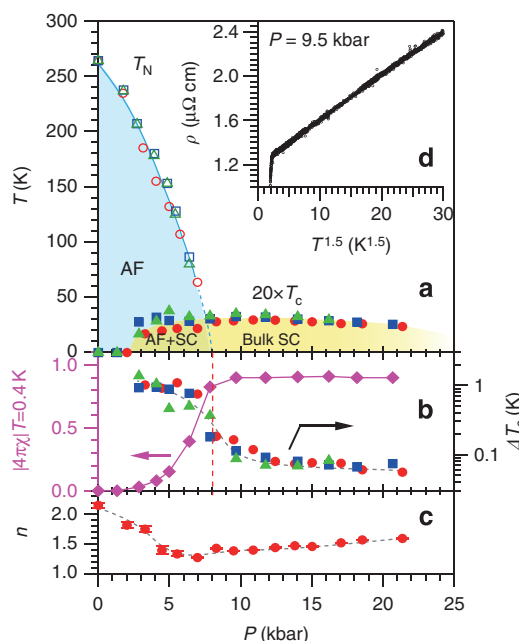 300
250
200
150
100
50
0
T (K)
T_N
AF
AF+SC
Bulk SC
20×T_c
a
2.4
2.0
1.6
1.2
ρ (μΩ cm)
P = 9.5 kbar
d
0 10 20 30
T^1.5 (K^1.5)
1.0
0.5
0.0
|4πχ|T=0.4 K
b
1
0.1
ΔT_c (K)
2.0
1.5
1.0
n
c
0 5 10 15 20 25
P (kbar)